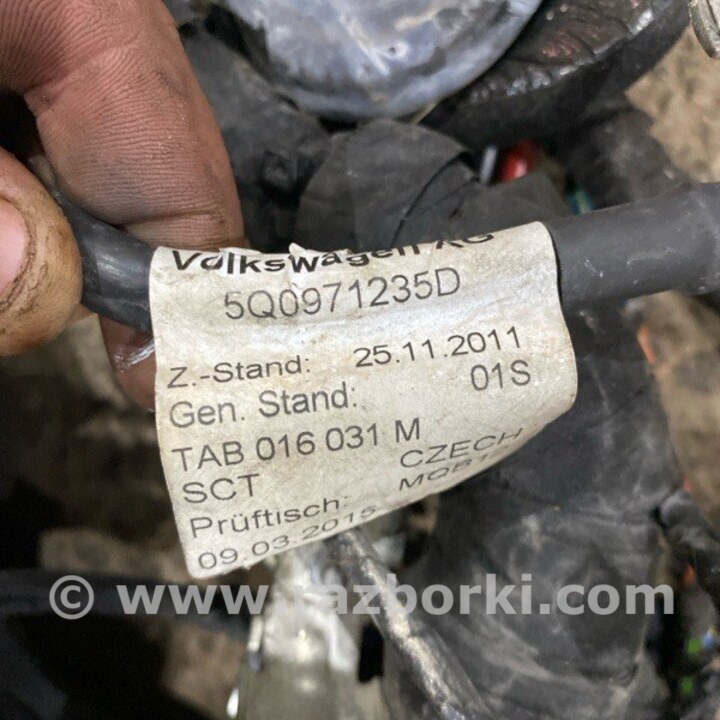 Volkswagen AG
5Q0971235D
Z.-Stand: 25.11.2011
Gen. Stand: 01S
TAB 016 031 M
SCT CZECH
Prüftisch:
09.03.2015
© www.razborki.com